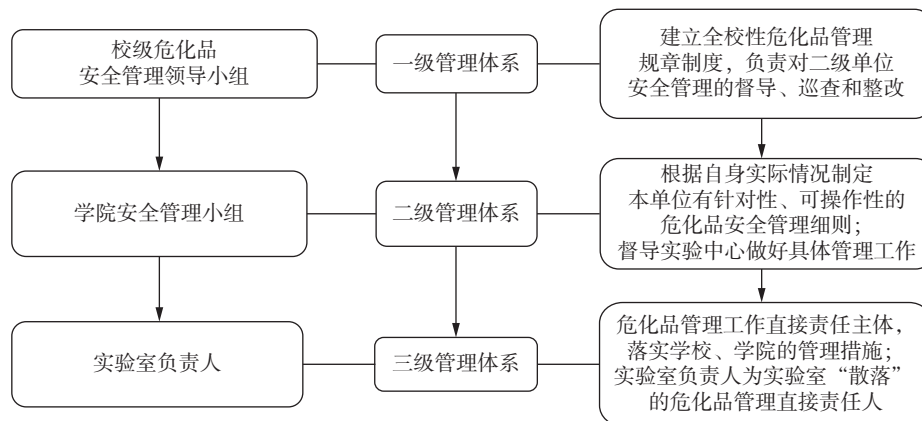 校级危化品
安全管理领导小组
一级管理体系
建立全校性危化品管理
规章制度，负责对二级单位
安全管理的督导、巡查和整改
学院安全管理小组
二级管理体系
根据自身实际情况制定
本单位有针对性、可操作性的
危化品安全管理细则；
督导实验中心做好具体管理工作
实验室负责人
三级管理体系
危化品管理工作直接责任主体，
落实学校、学院的管理措施；
实验室负责人为实验室“散落”
的危化品管理直接责任人